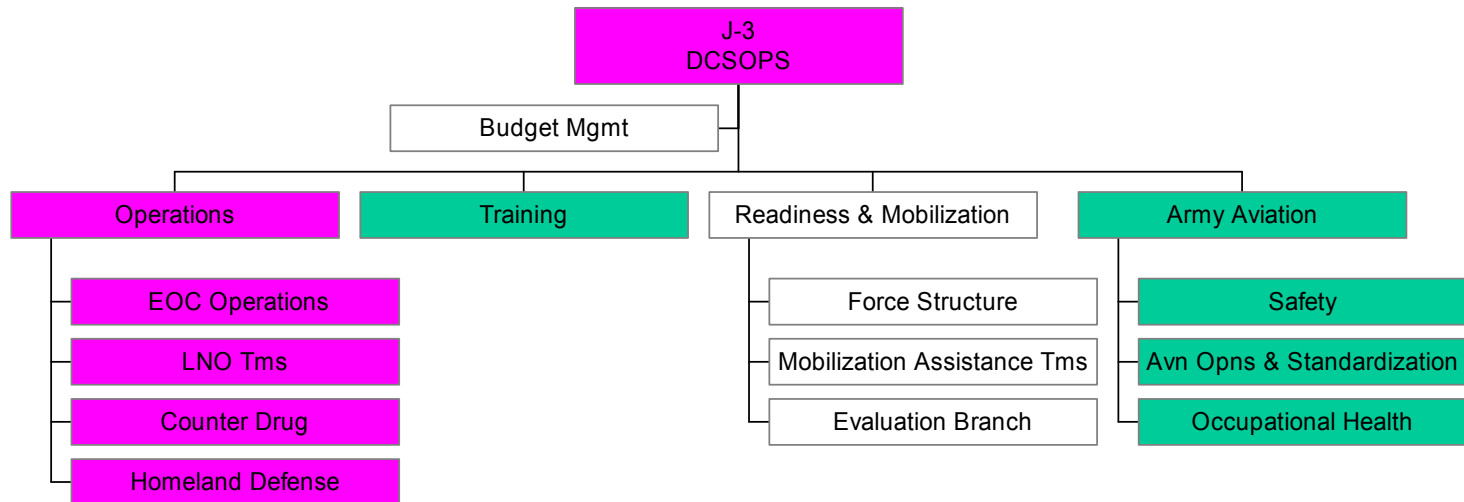 J-3
DCSOPS
Budget Mgmt
Operations
Training
Readiness & Mobilization
Army Aviation
EOC Operations
Force Structure
Safety
LNO Tms
Mobilization Assistance Tms
Avn Opns & Standardization
Counter Drug
Evaluation Branch
Occupational Health
Homeland Defense